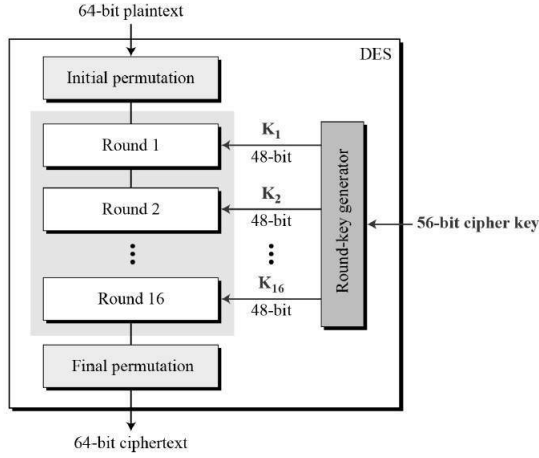 64-bit plaintext
DES
Initial permutation
Round 1
K1
48-bit
Round 2
K2
48-bit
Round-key generator
56-bit cipher key
Round 16
K16
48-bit
Final permutation
64-bit ciphertext